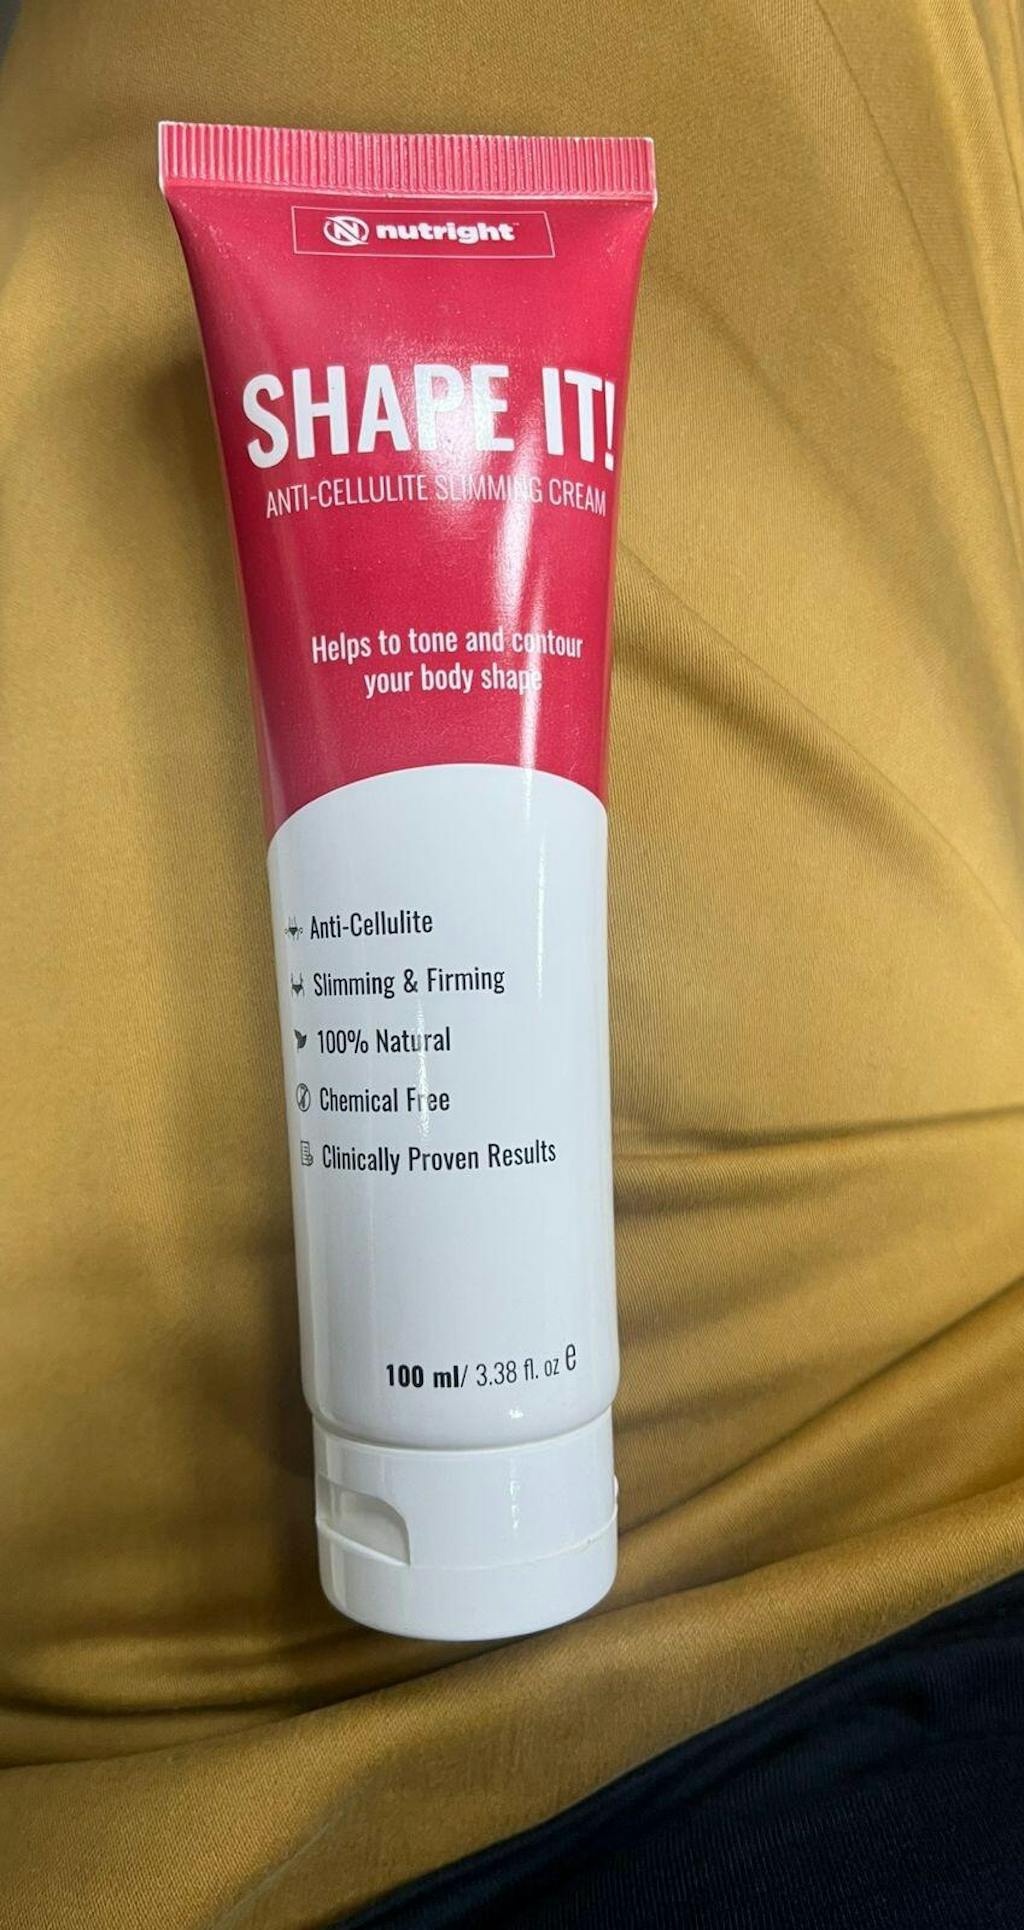 nutright™
SHAPE IT!
ANTI-CELLULITE SLIMMING CREAM
Helps to tone and contour
your body shape
Anti-Cellulite
Slimming & Firming
100% Natural
Chemical Free
Clinically Proven Results
100 ml/ 3.38 fl. oz e